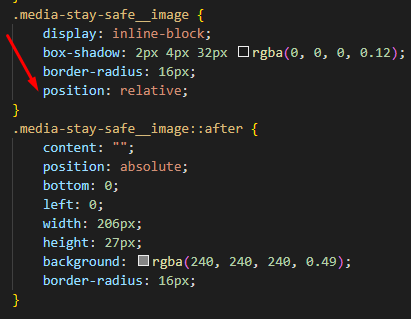 }
.media-stay-safe__image {
display: inline-block;
box-shadow: 2px 4px 32px rgba(0, 0, 0, 0.12);
border-radius: 16px;
position: relative;
}
.media-stay-safe__image::after {
content: "";
position: absolute;
bottom: 0;
left: 0;
width: 206px;
height: 27px;
background: rgba(240, 240, 240, 0.49);
border-radius: 16px;
}